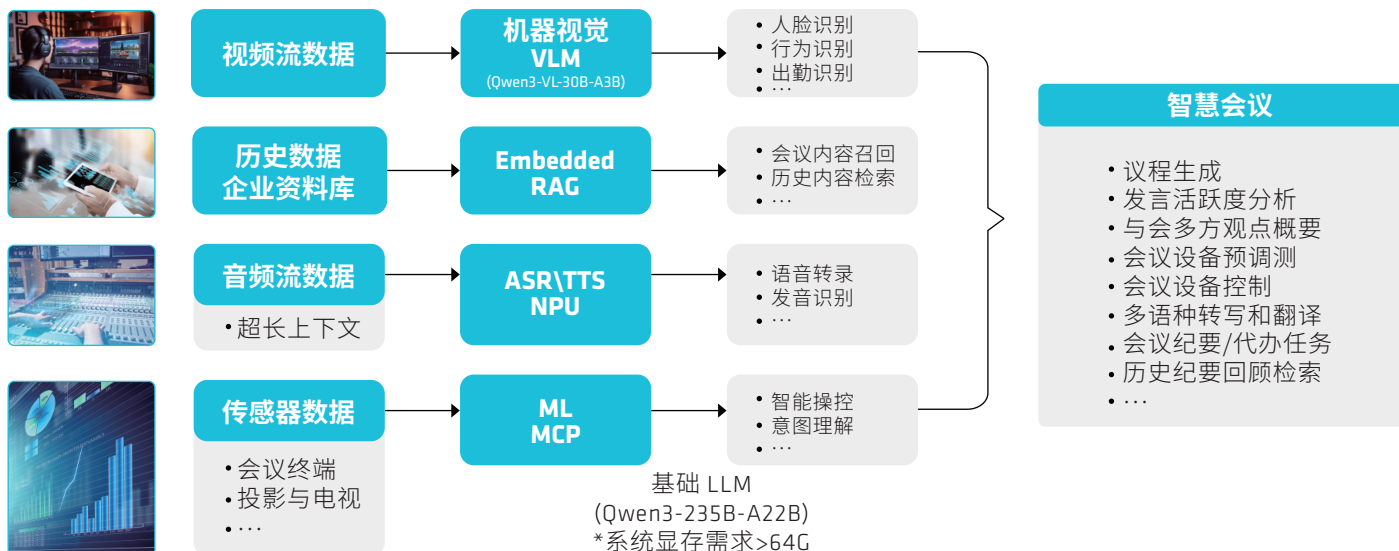 视频流数据
机器视觉
VLM
(Qwen3-VL-30B-A3B)
• 人脸识别
• 行为识别
• 出勤识别
• …
历史数据
企业资料库
Embedded
RAG
• 会议内容召回
• 历史内容检索
• …
音频流数据
• 超长上下文
ASR\TTS
NPU
• 语音转录
• 发音识别
• …
传感器数据
• 会议终端
• 投影与电视
• …
ML
MCP
• 智能操控
• 意图理解
• …
基础 LLM
(Qwen3-235B-A22B)
*系统显存需求>64G
智慧会议
• 议程生成
• 发言活跃度分析
• 与会多方观点概要
• 会议设备预调测
• 会议设备控制
• 多语种转写和翻译
• 会议纪要/代办任务
• 历史纪要回顾检索
• …